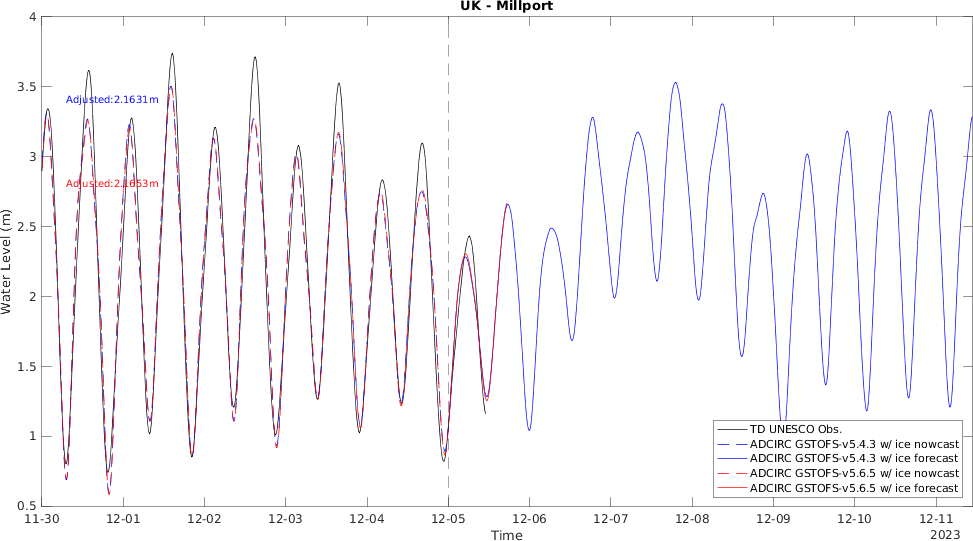 UK - Millport
4
3.5
3
2.5
2
1.5
1
0.5
Water Level (m)
Adjusted:2.1631m
Adjusted:2.1653m
TD UNESCO Obs.
ADCIRC GSTOFS-v5.4.3 w/ ice nowcast
ADCIRC GSTOFS-v5.4.3 w/ ice forecast
ADCIRC GSTOFS-v5.6.5 w/ ice nowcast
ADCIRC GSTOFS-v5.6.5 w/ ice forecast
11-30 12-01 12-02 12-03 12-04 12-05 12-06 12-07 12-08 12-09 12-10 12-11
Time
2023